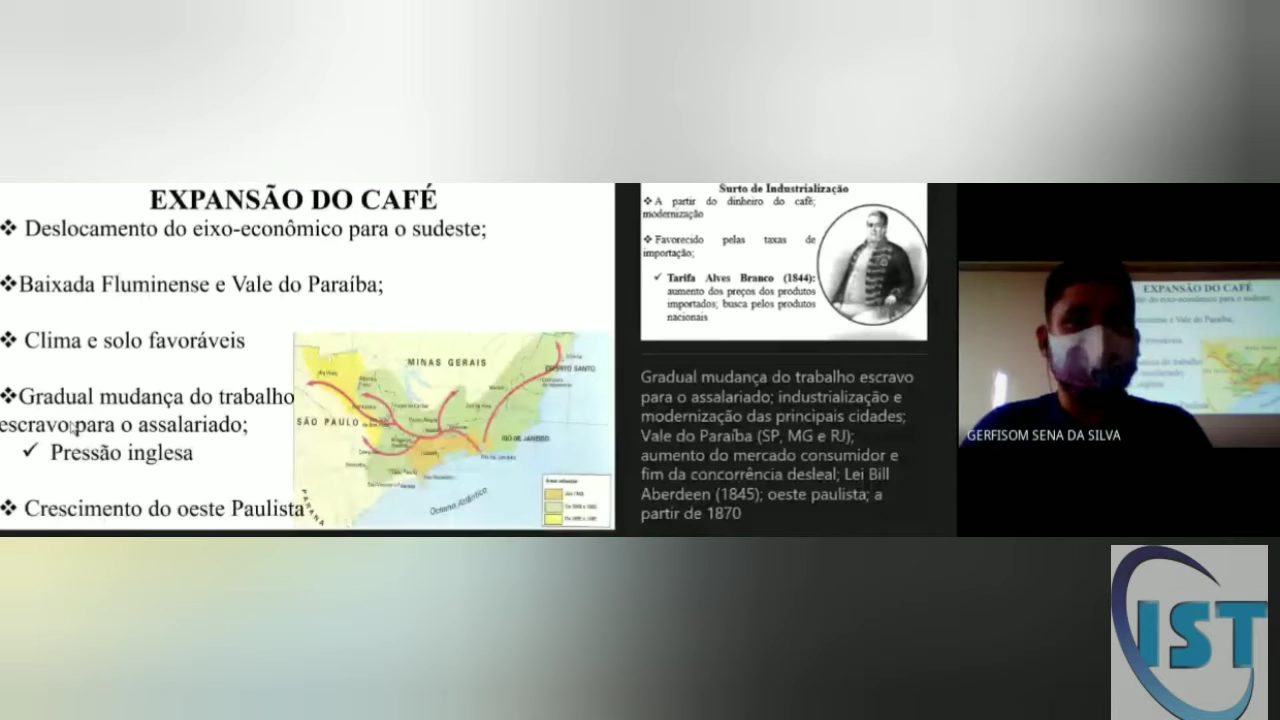 EXPANSÃO DO CAFÉ
❖ Deslocamento do eixo-econômico para o sudeste;
❖Baixada Fluminense e Vale do Paraíba;
❖ Clima e solo favoráveis
❖Gradual mudança do trabalho
escravo para o assalariado;
✓ Pressão inglesa
❖ Crescimento do oeste Paulista
MINAS GERAIS
ESPÍRITO SANTO
SÃO PAULO
RIO DE JANEIRO
PARANÁ
Oceano Atlântico
Surto de Industrialização
❖A partir do dinheiro do café;
modernização
❖Favorecido pelas taxas de
importação;
✓ Tarifa Alves Branco (1844):
aumento dos preços dos produtos
importados; busca pelos produtos
nacionais
Gradual mudança do trabalho escravo
para o assalariado; industrialização e
modernização das principais cidades;
Vale do Paraíba (SP, MG e RJ);
aumento do mercado consumidor e
fim da concorrência desleal; Lei Bill
Aberdeen (1845); oeste paulista; a
partir de 1870
EXPANSÃO DO CAFÉ
GERFISOM SENA DA SILVA
IST